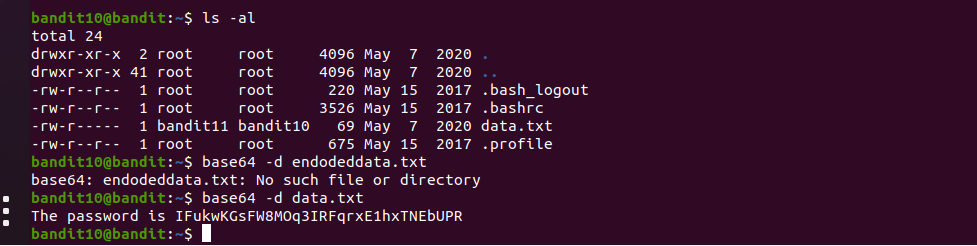 bandit10@bandit:~$ ls -al
total 24
drwxr-xr-x  2 root     root     4096 May  7  2020 .
drwxr-xr-x 41 root     root     4096 May  7  2020 ..
-rw-r--r--  1 root     root      220 May 15  2017 .bash_logout
-rw-r--r--  1 root     root     3526 May 15  2017 .bashrc
-rw-r-----  1 bandit11 bandit10   69 May  7  2020 data.txt
-rw-r--r--  1 root     root      675 May 15  2017 .profile
bandit10@bandit:~$ base64 -d endodeddata.txt
base64: endodeddata.txt: No such file or directory
bandit10@bandit:~$ base64 -d data.txt
The password is IFukwKGsFW8MOq3IRFqrxE1hxTNEbUPR
bandit10@bandit:~$